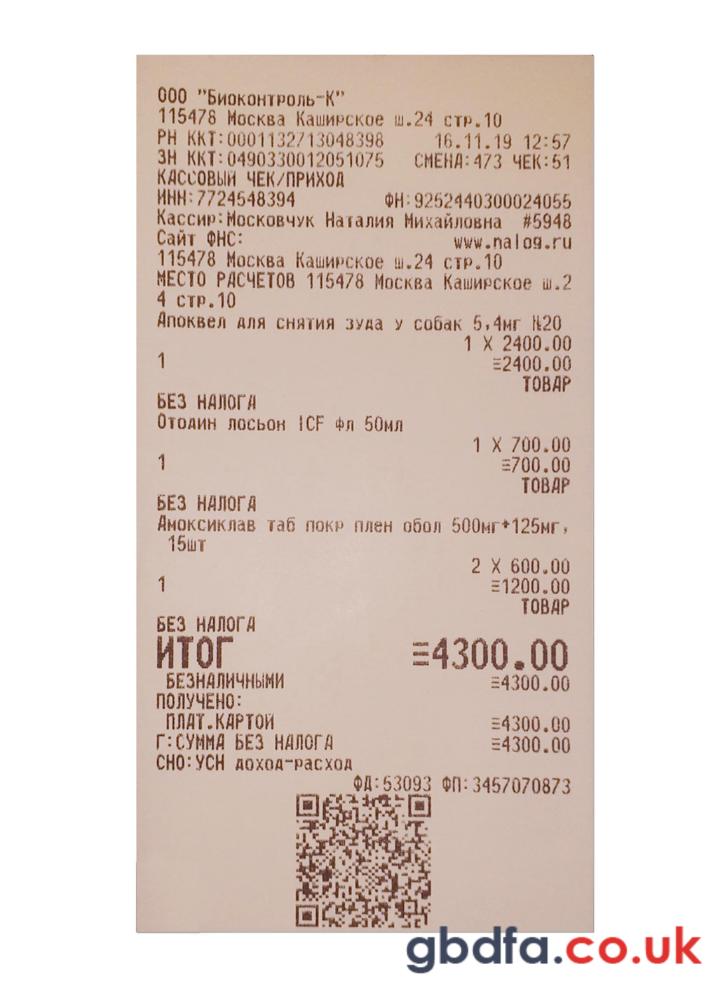 ООО "Биоконтроль-К"
115478 Москва Каширское ш.24 стр.10
РН ККТ:0001132713048398 16.11.19 12:57
ЗН ККТ:0490330012051075 СМЕНА:473 ЧЕК:51
КАССОВЫЙ ЧЕК/ПРИХОД
ИНН:7724548394 ФН:9252440300024055
Кассир:Московчук Наталия Михайловна #5948
Сайт ФНС: www.nalog.ru
115478 Москва Каширское ш.24 стр.10
МЕСТО РАСЧЕТОВ 115478 Москва Каширское ш.2
4 стр.10
Апоквел для снятия зуда у собак 5,4мг N20
1 X 2400.00
1 ≡2400.00
ТОВАР
БЕЗ НАЛОГА
Отодин лосьон ICF фл 50мл
1 X 700.00
1 ≡700.00
ТОВАР
БЕЗ НАЛОГА
Амоксиклав таб покр плен обол 500мг+125мг,
15шт
2 X 600.00
1 ≡1200.00
ТОВАР
БЕЗ НАЛОГА
ИТОГ ≡4300.00
БЕЗНАЛИЧНЫМИ ≡4300.00
ПОЛУЧЕНО:
ПЛАТ.КАРТОЙ ≡4300.00
Г:СУММА БЕЗ НАЛОГА ≡4300.00
СНО:УСН доход-расход
ФД:53093 ФП:3457070873
gbdfa.co.uk